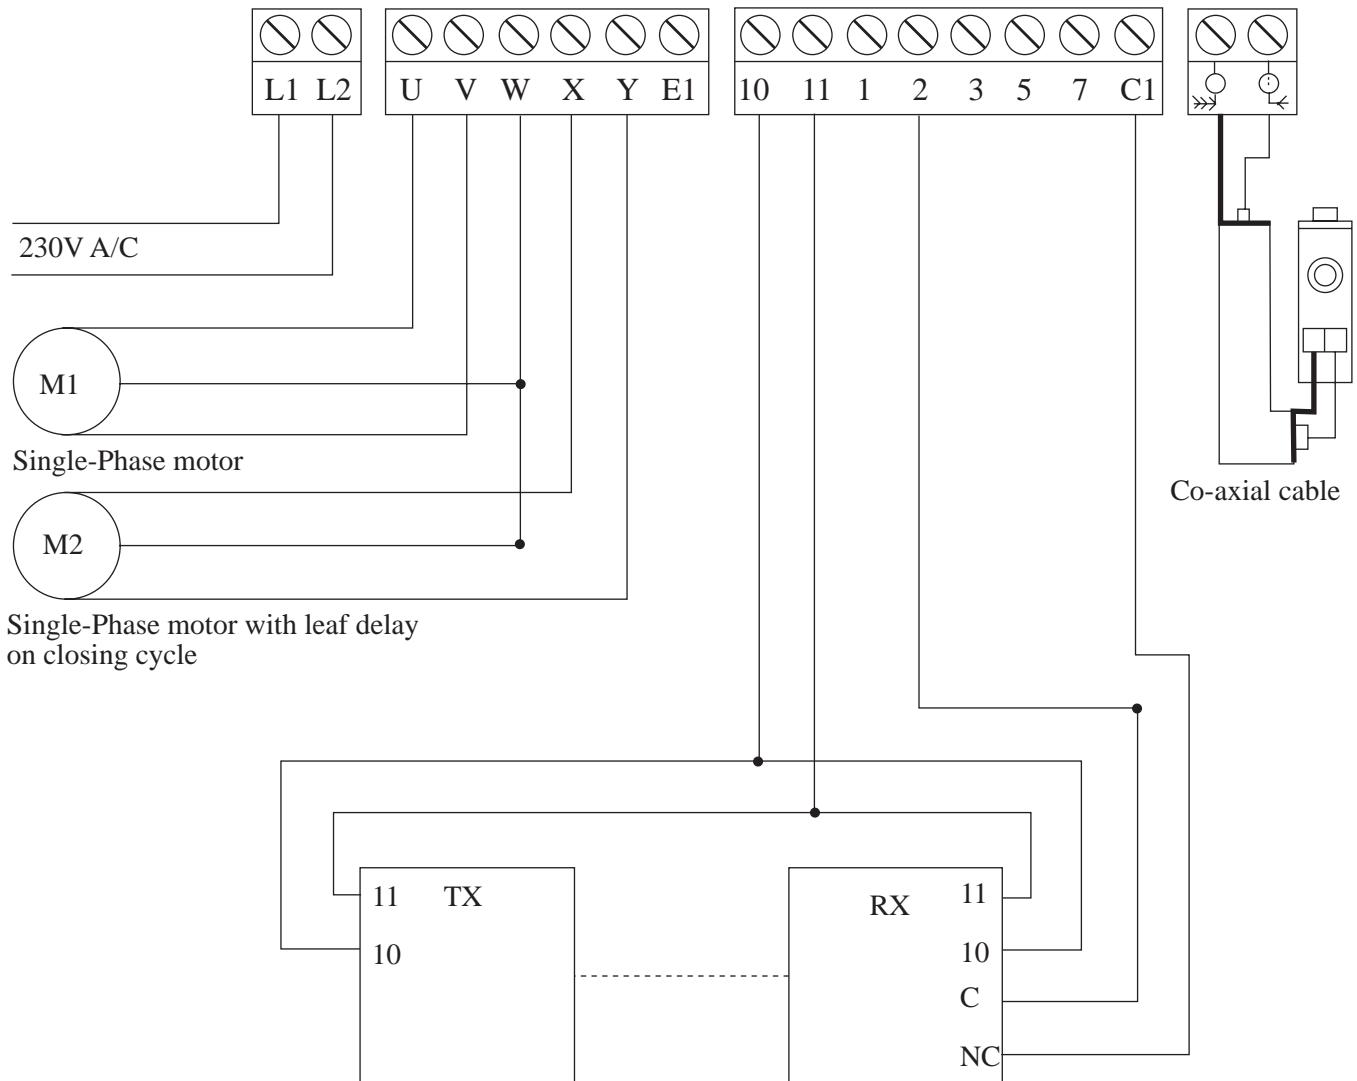 L1 L2 U V W X Y E1 10 11 1 2 3 5 7 C1
230V A/C
M1
Single-Phase motor
Co-axial cable
M2
Single-Phase motor with leaf delay
on closing cycle
11 TX
10
RX
11
10
C
NC